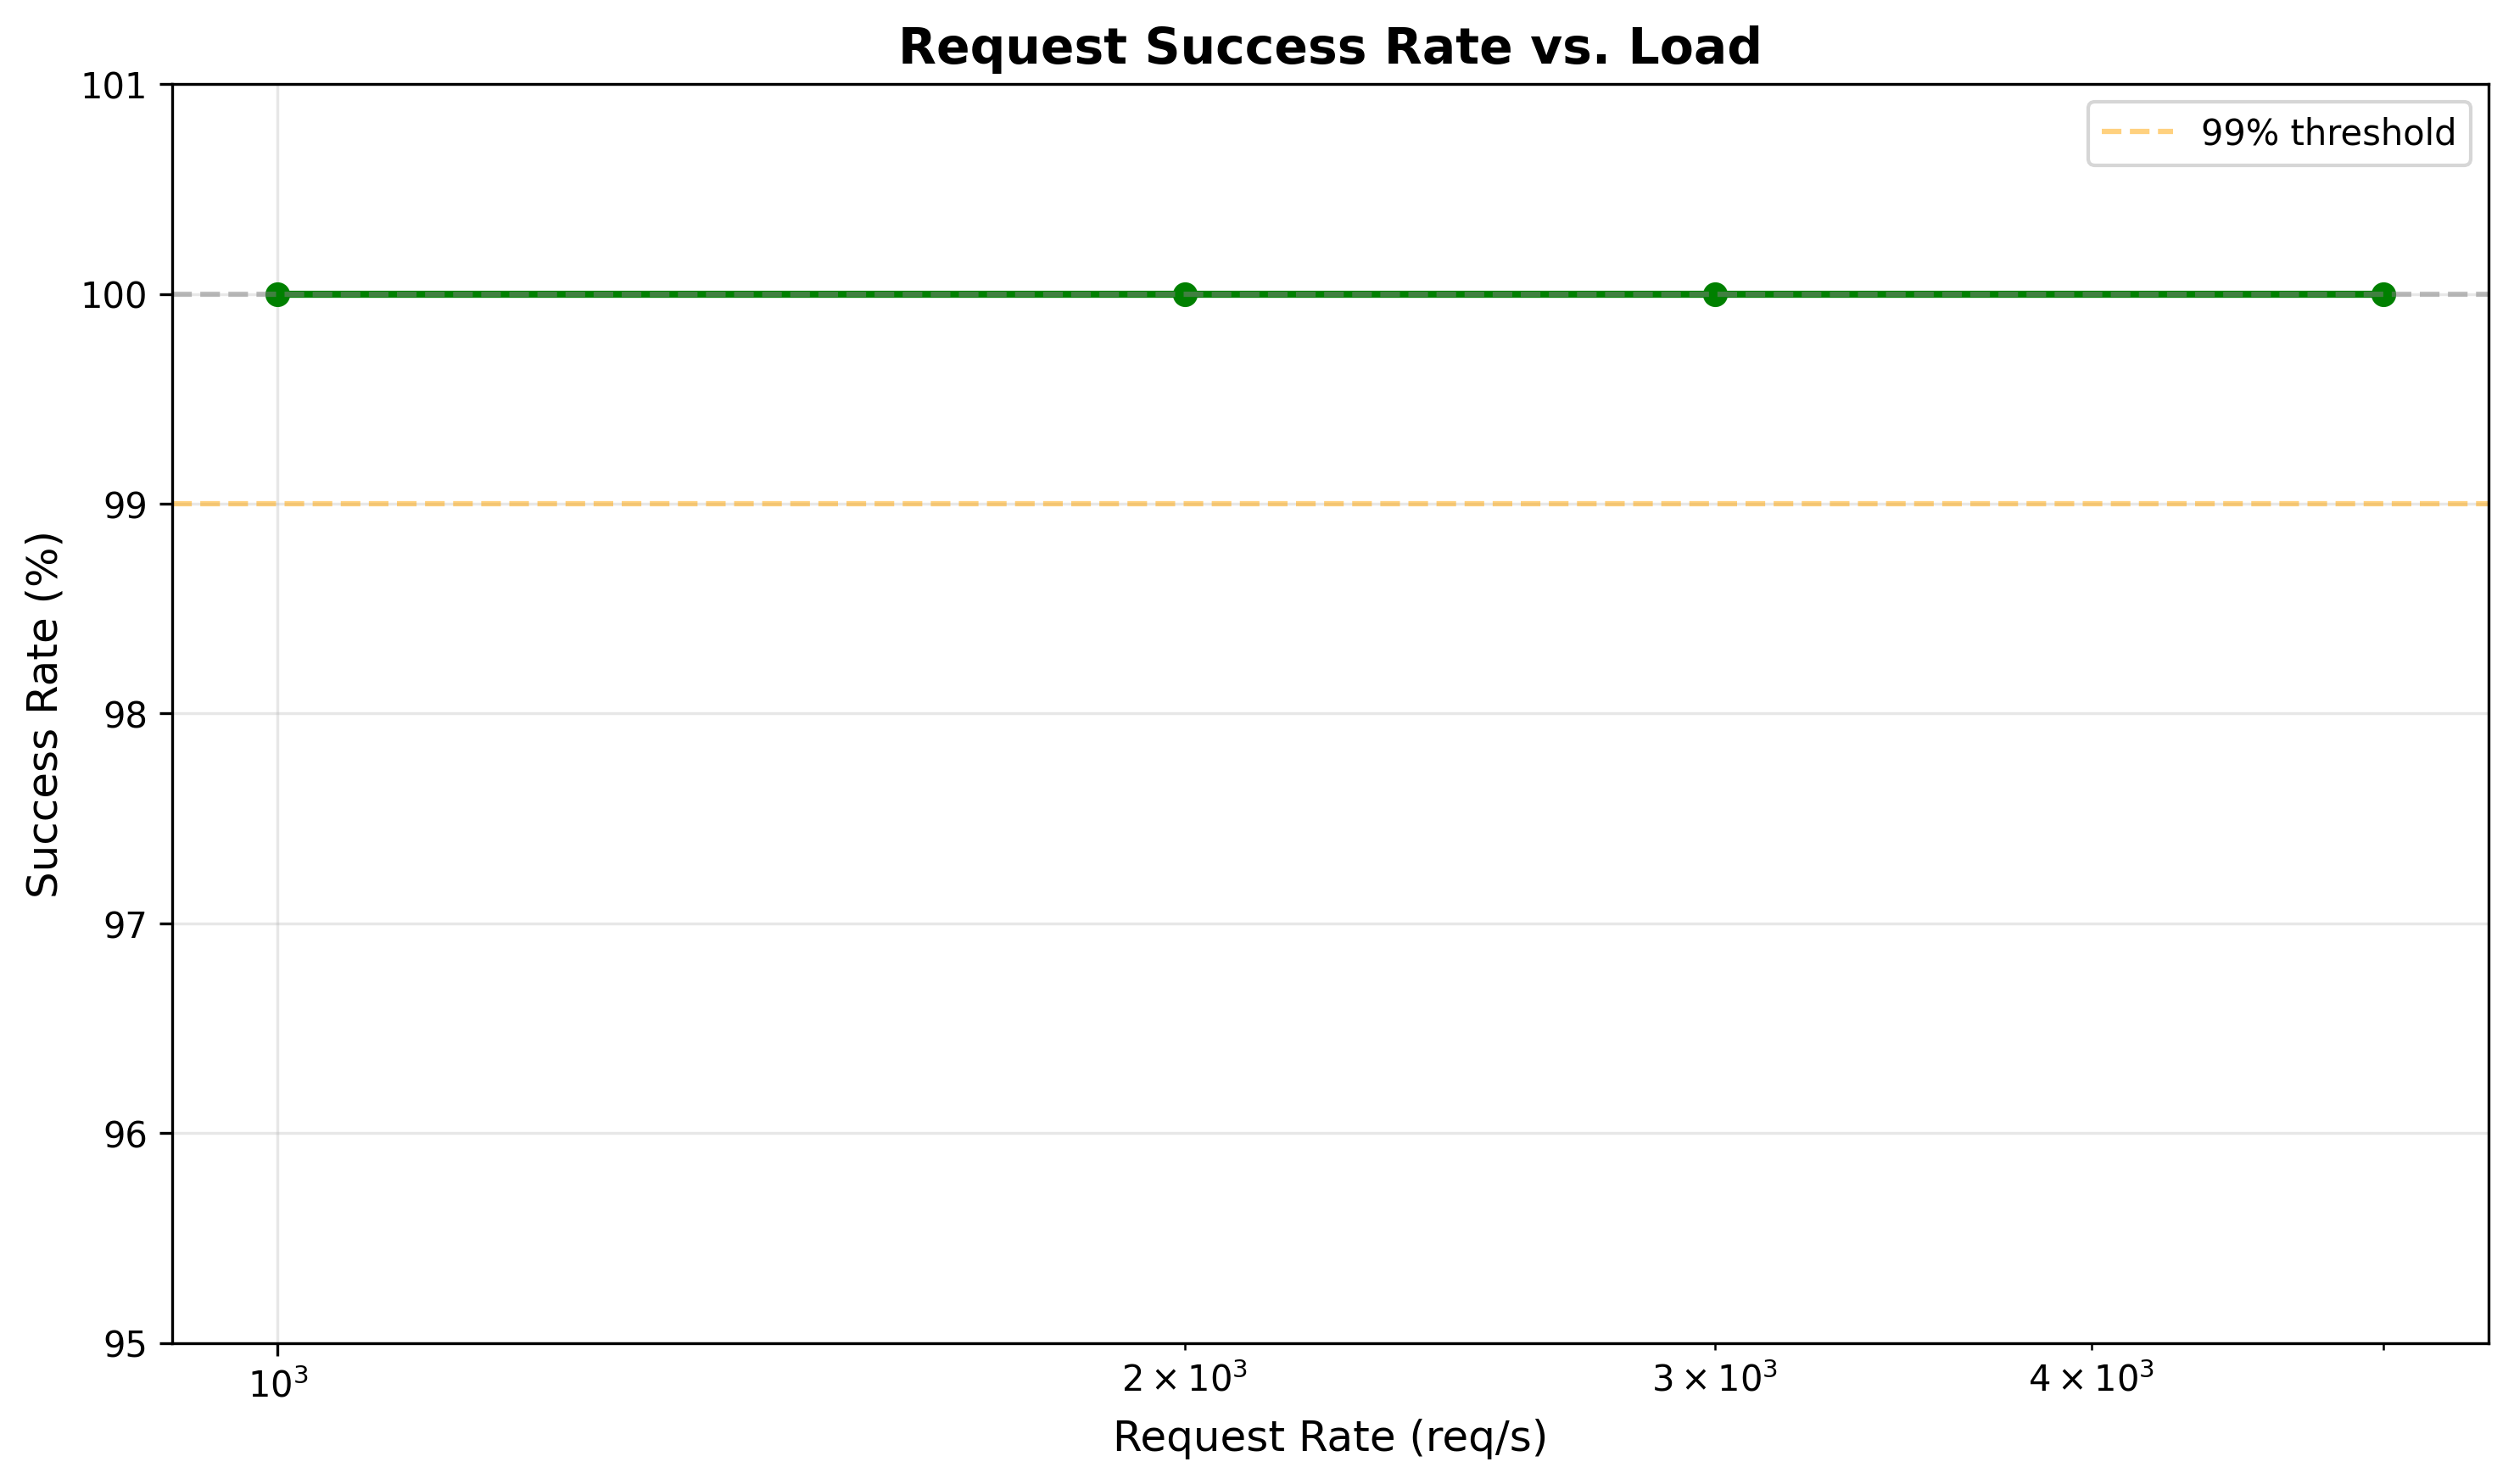 Request Success Rate vs. Load
99% threshold
101
100
99
98
97
96
95
Success Rate (%)
10³
2 × 10³
3 × 10³
4 × 10³
Request Rate (req/s)